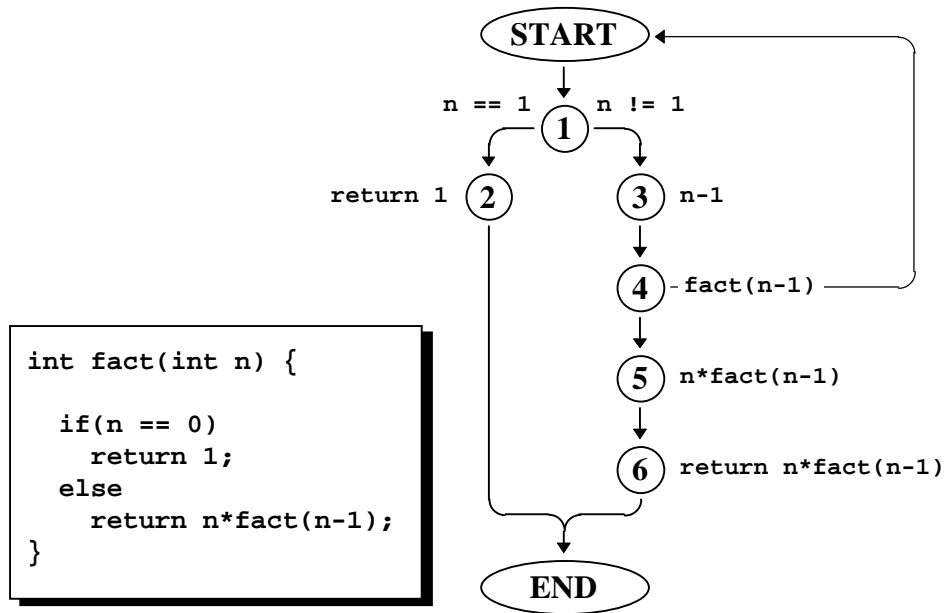 START
n == 1
n != 1
1
return 1
2
3
n-1
4
fact(n-1)
5
n*fact(n-1)
6
return n*fact(n-1)
END
int fact(int n) {
if(n == 0)
return 1;
else
return n*fact(n-1);
}